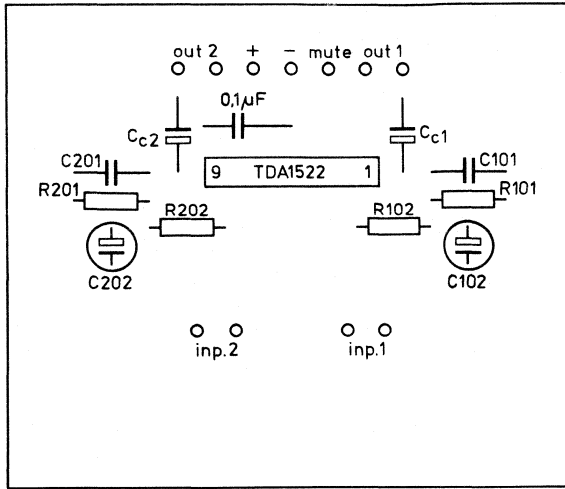 out 2 + − mute out 1
0,1µF
Cc2 Cc1
C201 9 TDA1522 1 C101
R201 R101
R202 R102
C202 C102
inp.2 inp.1